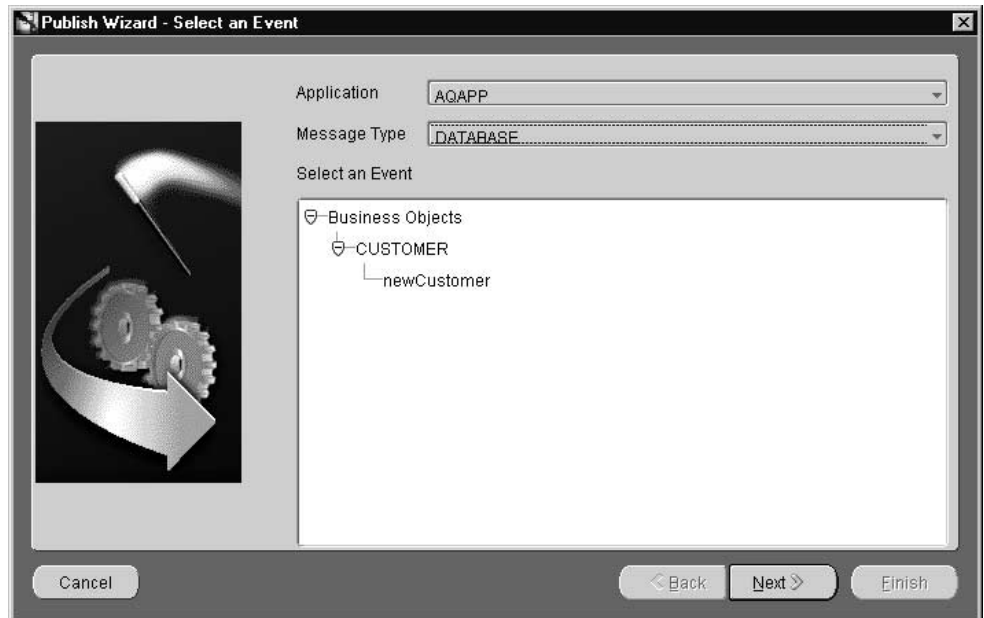 Publish Wizard - Select an Event
Application AQAPP
Message Type DATABASE
Select an Event
Business Objects
CUSTOMER
newCustomer
Cancel Back Next Finish